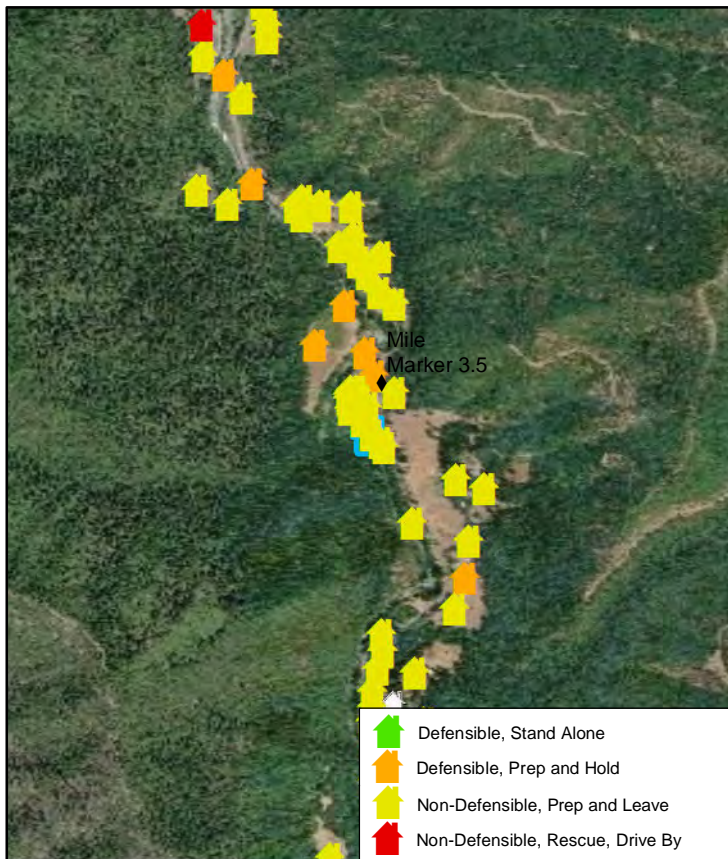 Mile
Marker 3.5
Defensible, Stand Alone
Defensible, Prep and Hold
Non-Defensible, Prep and Leave
Non-Defensible, Rescue, Drive By